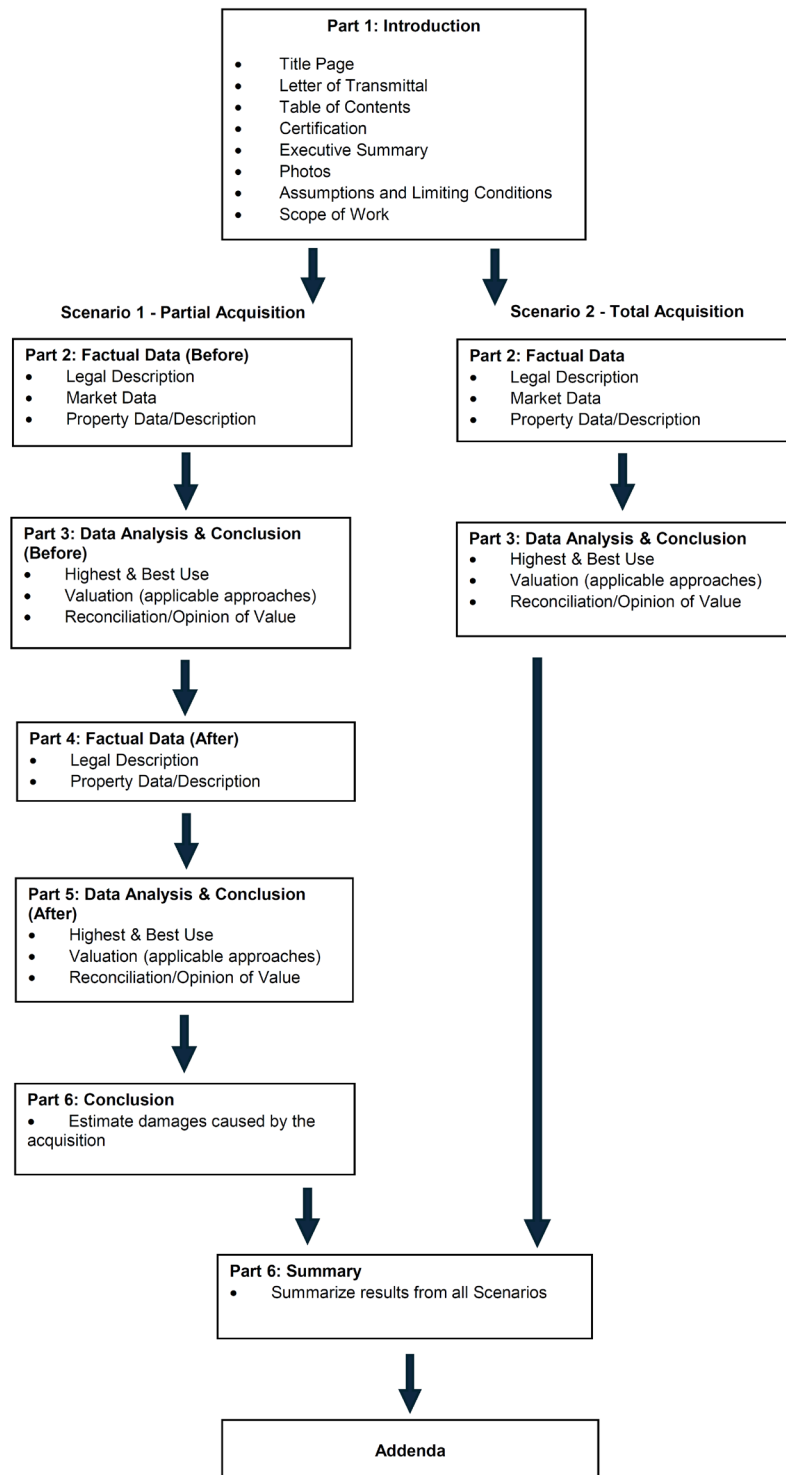 Part 1: Introduction
• Title Page
• Letter of Transmittal
• Table of Contents
• Certification
• Executive Summary
• Photos
• Assumptions and Limiting Conditions
• Scope of Work
Scenario 1 - Partial Acquisition
Part 2: Factual Data (Before)
• Legal Description
• Market Data
• Property Data/Description
Part 3: Data Analysis & Conclusion
(Before)
• Highest & Best Use
• Valuation (applicable approaches)
• Reconciliation/Opinion of Value
Part 4: Factual Data (After)
• Legal Description
• Property Data/Description
Part 5: Data Analysis & Conclusion
(After)
• Highest & Best Use
• Valuation (applicable approaches)
• Reconciliation/Opinion of Value
Part 6: Conclusion
• Estimate damages caused by the
acquisition
Scenario 2 - Total Acquisition
Part 2: Factual Data
• Legal Description
• Market Data
• Property Data/Description
Part 3: Data Analysis & Conclusion
• Highest & Best Use
• Valuation (applicable approaches)
• Reconciliation/Opinion of Value
Part 6: Summary
• Summarize results from all Scenarios
Addenda